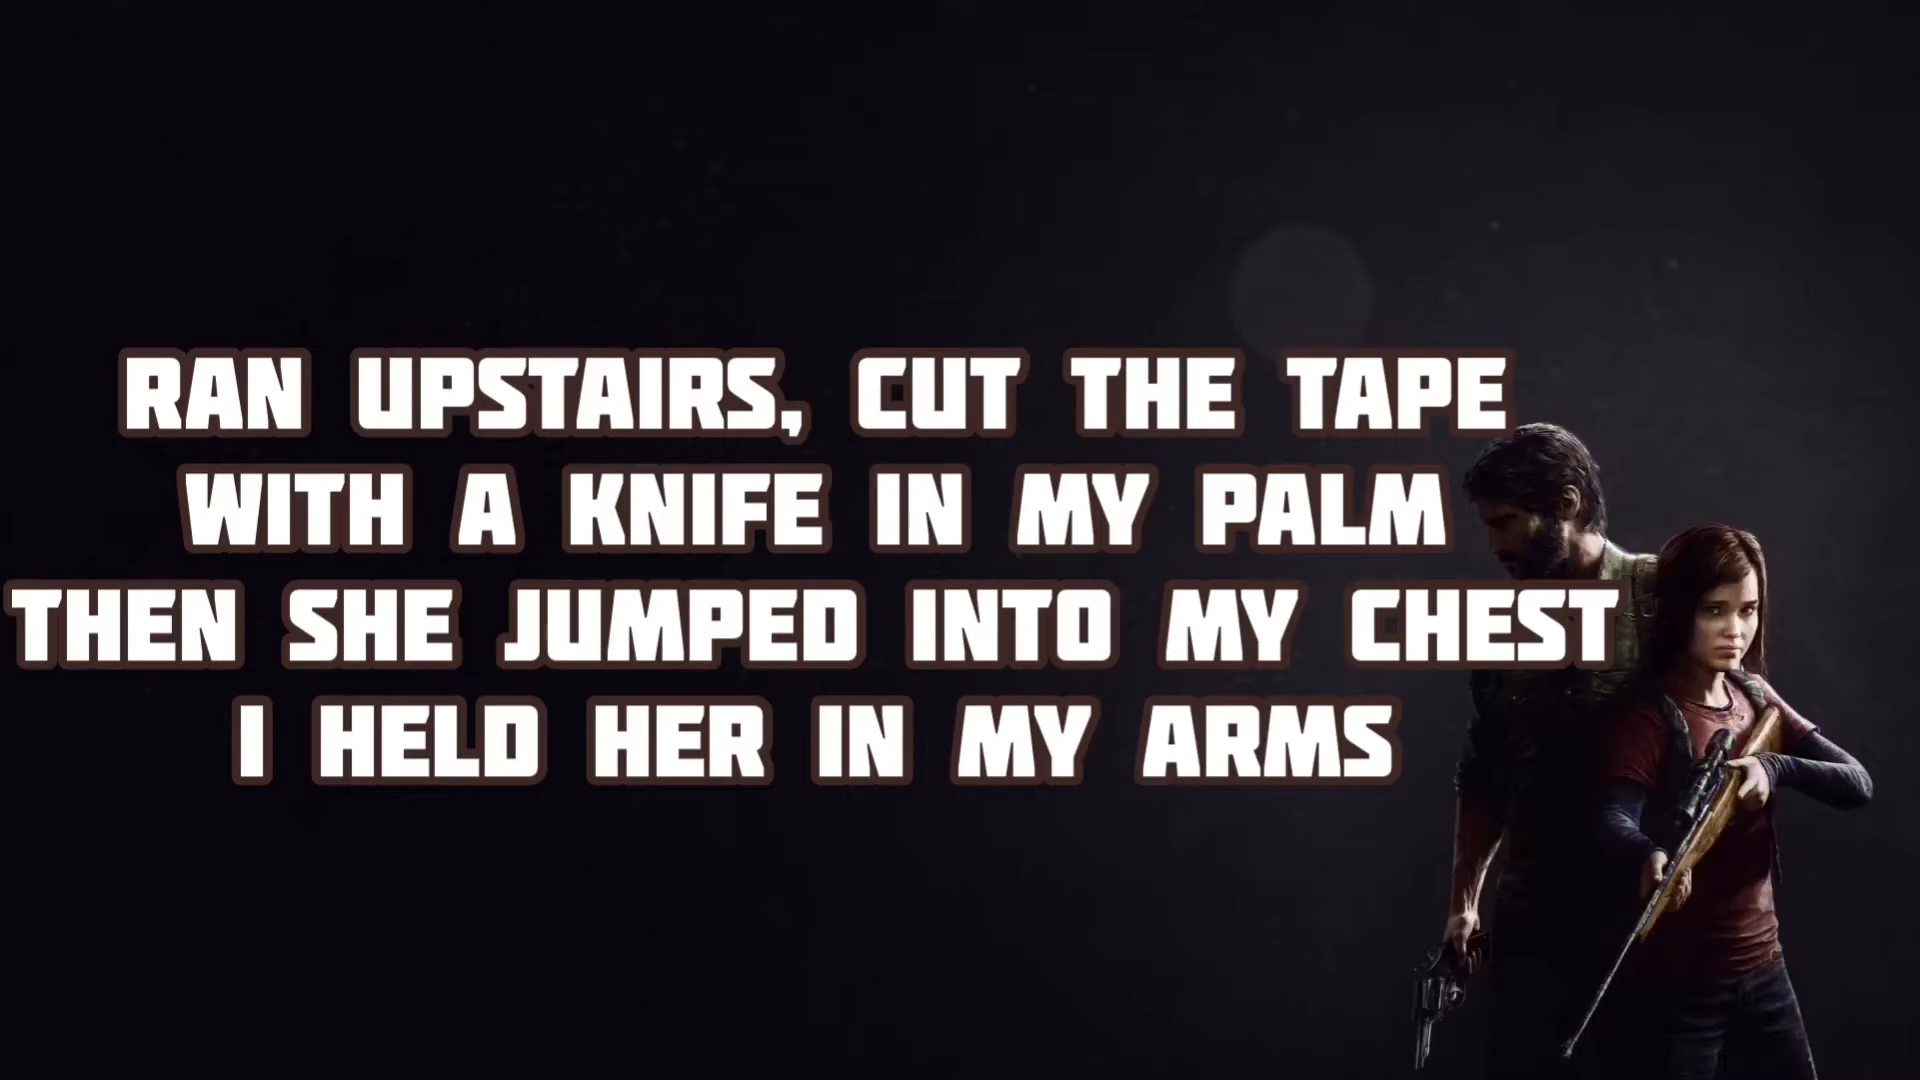 RAN UPSTAIRS, CUT THE TAPE
WITH A KNIFE IN MY PALM
THEN SHE JUMPED INTO MY CHEST
I HELD HER IN MY ARMS